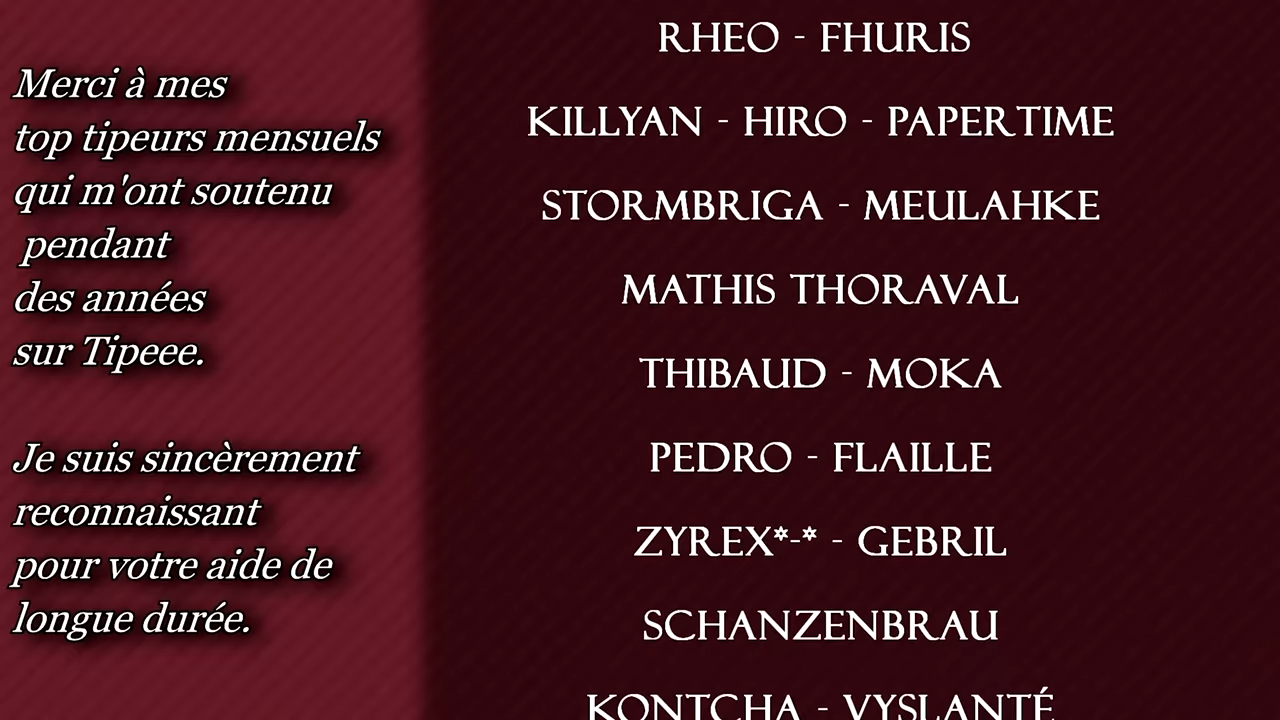 Merci à mes
top tipeurs mensuels
qui m'ont soutenu
pendant
des années
sur Tipeee.
Je suis sincèrement
reconnaissant
pour votre aide de
longue durée.
RHEO - FHURIS
KILLYAN - HIRO - PAPERTIME
STORMBRIGA - MEULAHKE
MATHIS THORAVAL
THIBAUD - MOKA
PEDRO - FLAILLE
ZYREX*-* - GEBRIL
SCHANZENBRAU
KONTCHA - VYSLANTÉ